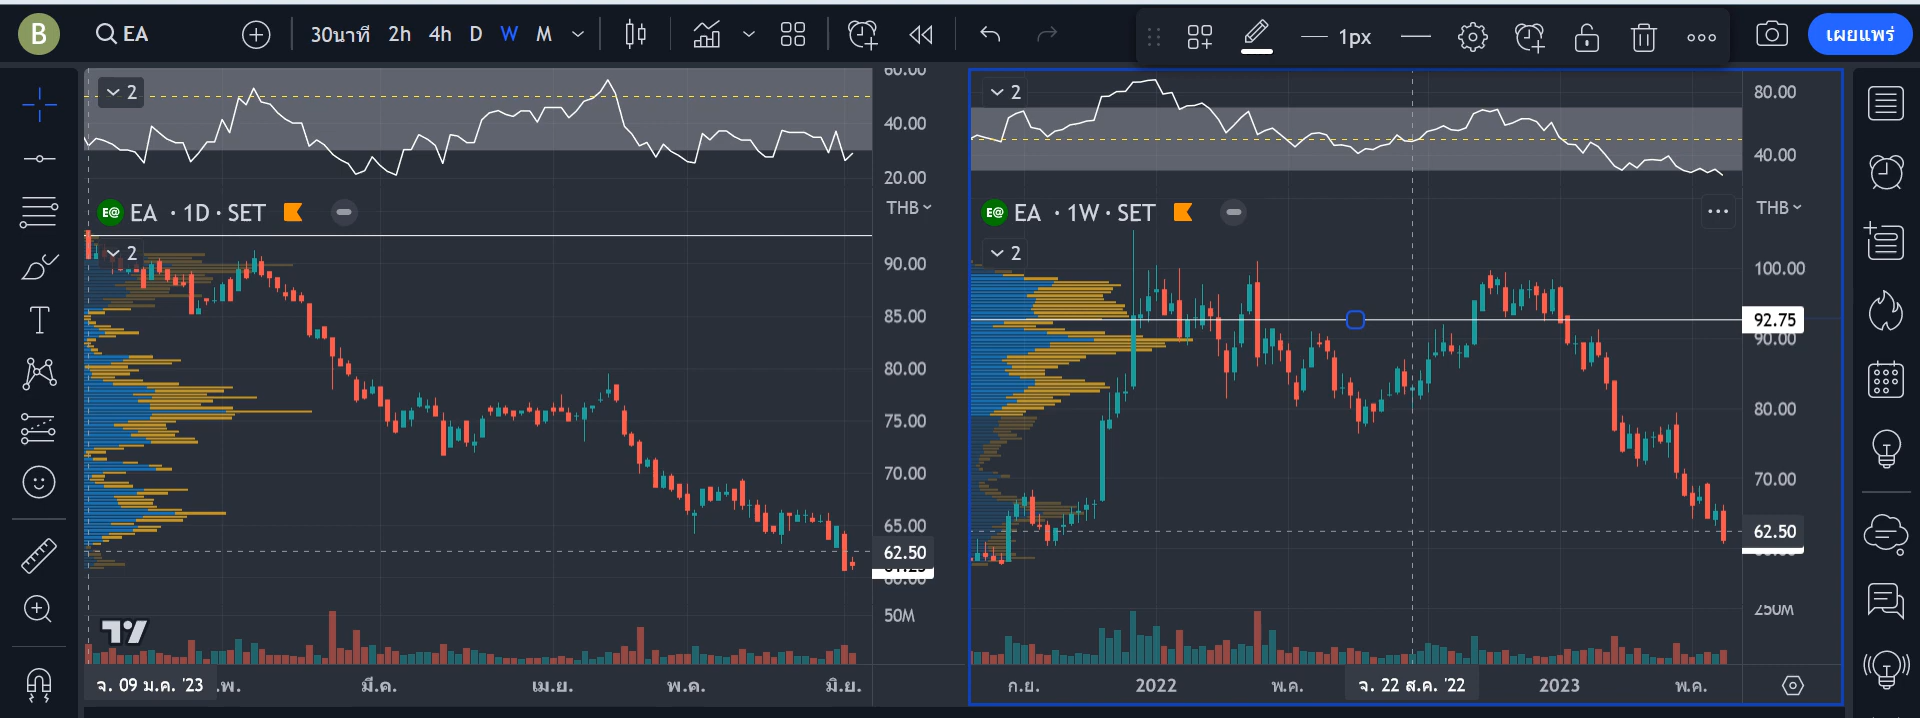 B
EA
30นาที 2h 4h D W M
1px
เผยแพร่
2
60.00
40.00
20.00
E@ EA · 1D · SET
THB
2
90.00
85.00
80.00
75.00
70.00
65.00
62.50
60.00
50M
จ. 09 ม.ค. '23
.พ.
มี.ค.
เม.ย.
พ.ค.
มิ.ย.
2
80.00
40.00
E@ EA · 1W · SET
THB
2
100.00
92.75
90.00
80.00
70.00
62.50
250M
ก.ย.
2022
พ.ค.
จ. 22 ส.ค. '22
2023
พ.ค.
T